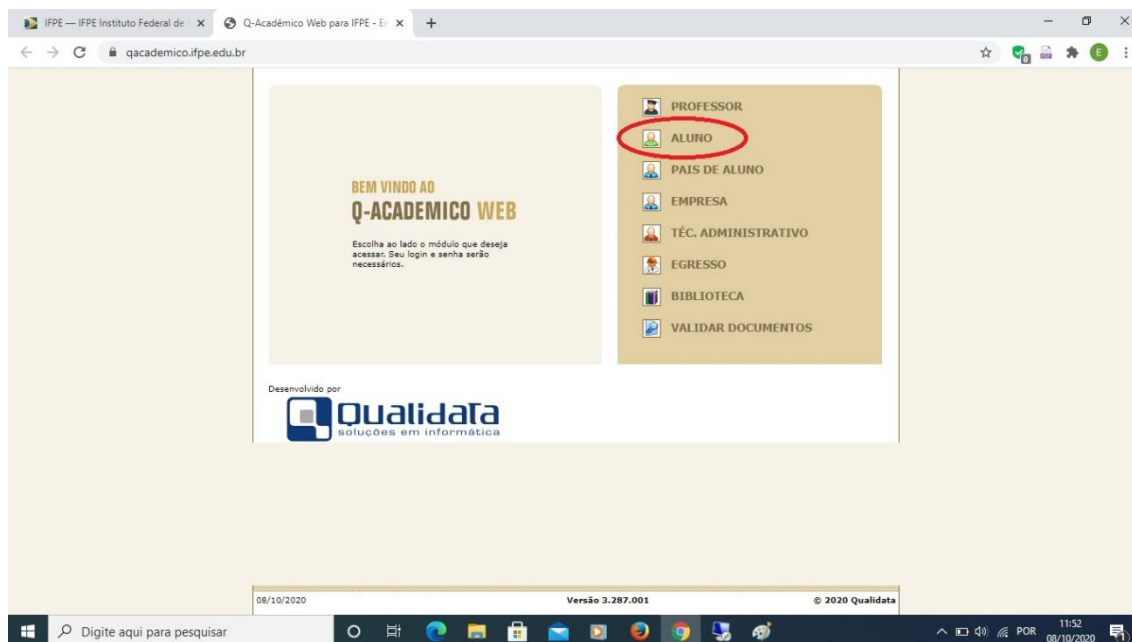 IFPE — IFPE Instituto Federal de
Q-Acadêmico Web para IFPE - E
qacademico.ifpe.edu.br
0
E
BEM VINDO AO
Q-ACADEMICO WEB
Escolha ao lado o módulo que deseja
acessar. Seu login e senha serão
necessários.
PROFESSOR
ALUNO
PAIS DE ALUNO
EMPRESA
TÉC. ADMINISTRATIVO
EGRESSO
BIBLIOTECA
VALIDAR DOCUMENTOS
Desenvolvido por
Qualidata
soluções em informática
08/10/2020
Versão 3.287.001
© 2020 Qualidata
Digite aqui para pesquisar
POR
11:52
08/10/2020